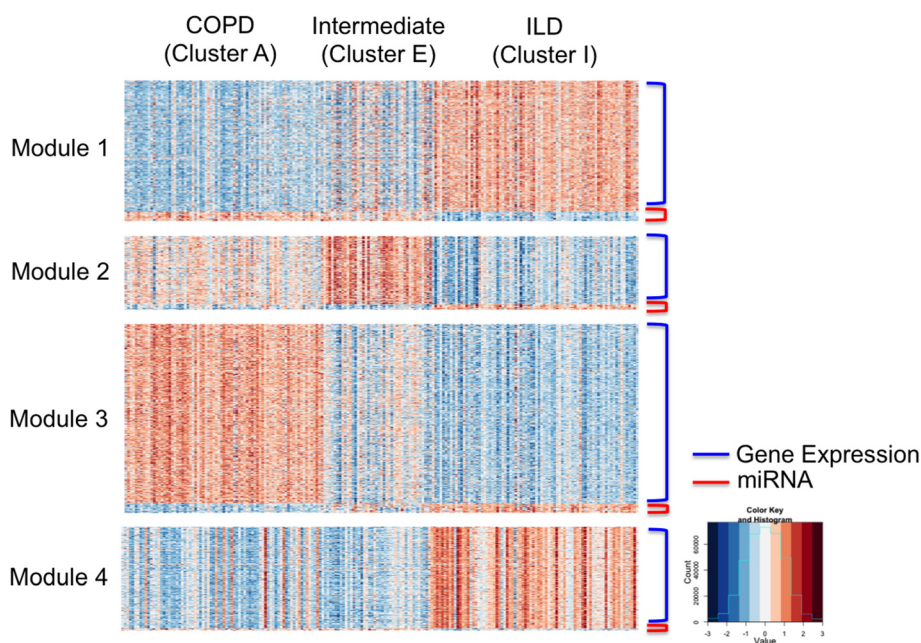 COPD
(Cluster A)
Intermediate
(Cluster E)
ILD
(Cluster I)
Module 1
Module 2
Module 3
Module 4
Gene Expression
miRNA
Color Key
and Histogram
Count
0 20000 60000
-3 -2 -1 0 1 2 3
Value